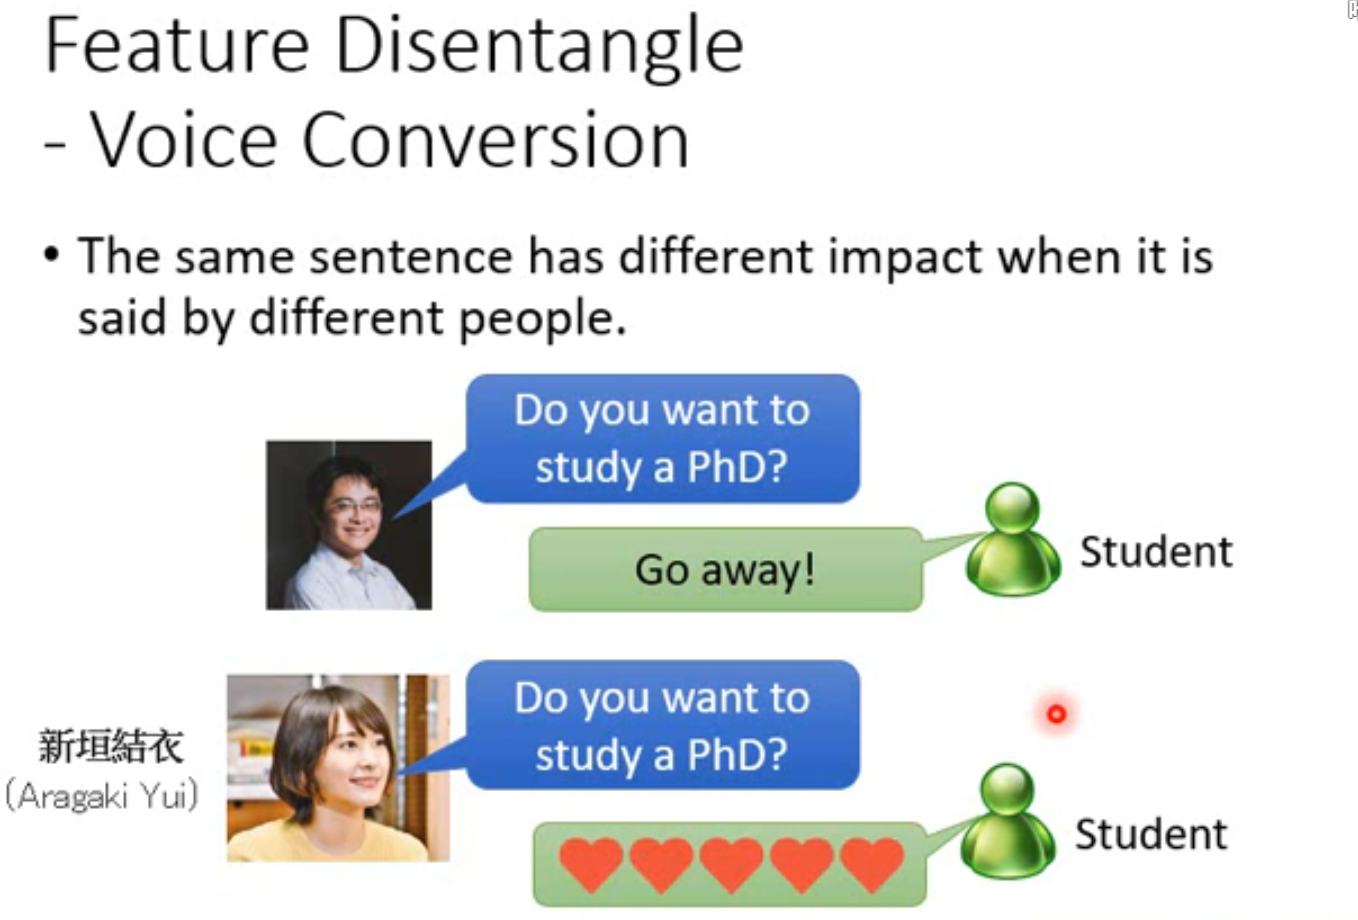 Feature Disentangle
- Voice Conversion
• The same sentence has different impact when it is
said by different people.
Do you want to
study a PhD?
Go away!
Student
新垣結衣
(Aragaki Yui)
Do you want to
study a PhD?
Student